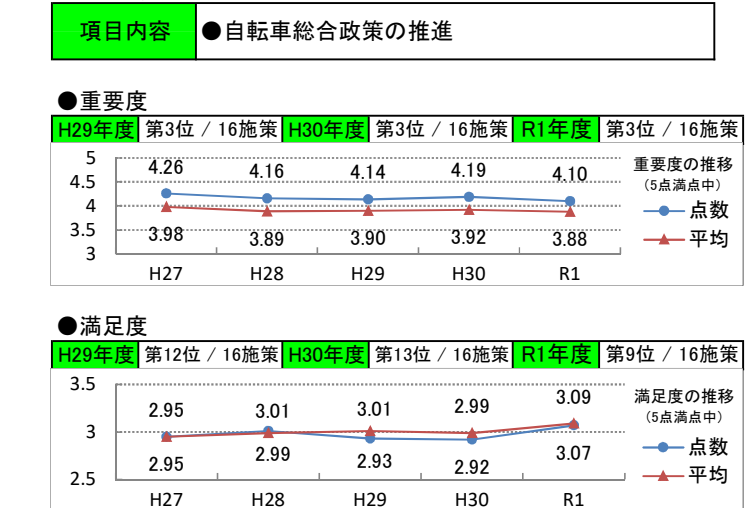 項目内容 ●自転車総合政策の推進
●重要度
H29年度 第3位 / 16施策 H30年度 第3位 / 16施策 R1年度 第3位 / 16施策
重要度の推移
(5点満点中)
点数
平均
5
4.5
4
3.5
3
4.26 4.16 4.14 4.19 4.10
3.98 3.89 3.90 3.92 3.88
H27 H28 H29 H30 R1
●満足度
H29年度 第12位 / 16施策 H30年度 第13位 / 16施策 R1年度 第9位 / 16施策
満足度の推移
(5点満点中)
点数
平均
3.5
3
2.5
2.95 3.01 3.01 2.99 3.09
2.95 2.99 2.93 2.92 3.07
H27 H28 H29 H30 R1